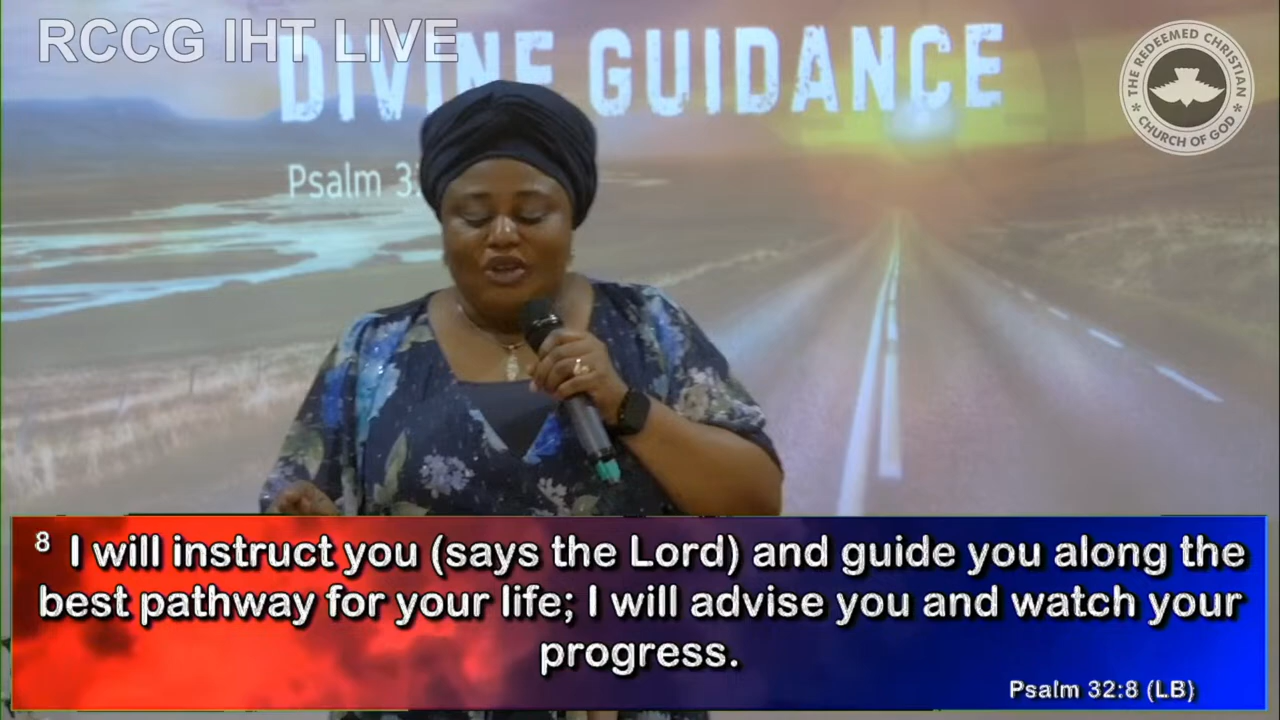 RCCG IHT LIVE
DIVINE GUIDANCE
Psalm 32
THE REDEEMED CHRISTIAN
CHURCH OF GOD
8 I will instruct you (says the Lord) and guide you along the
best pathway for your life; I will advise you and watch your
progress.
Psalm 32:8 (LB)